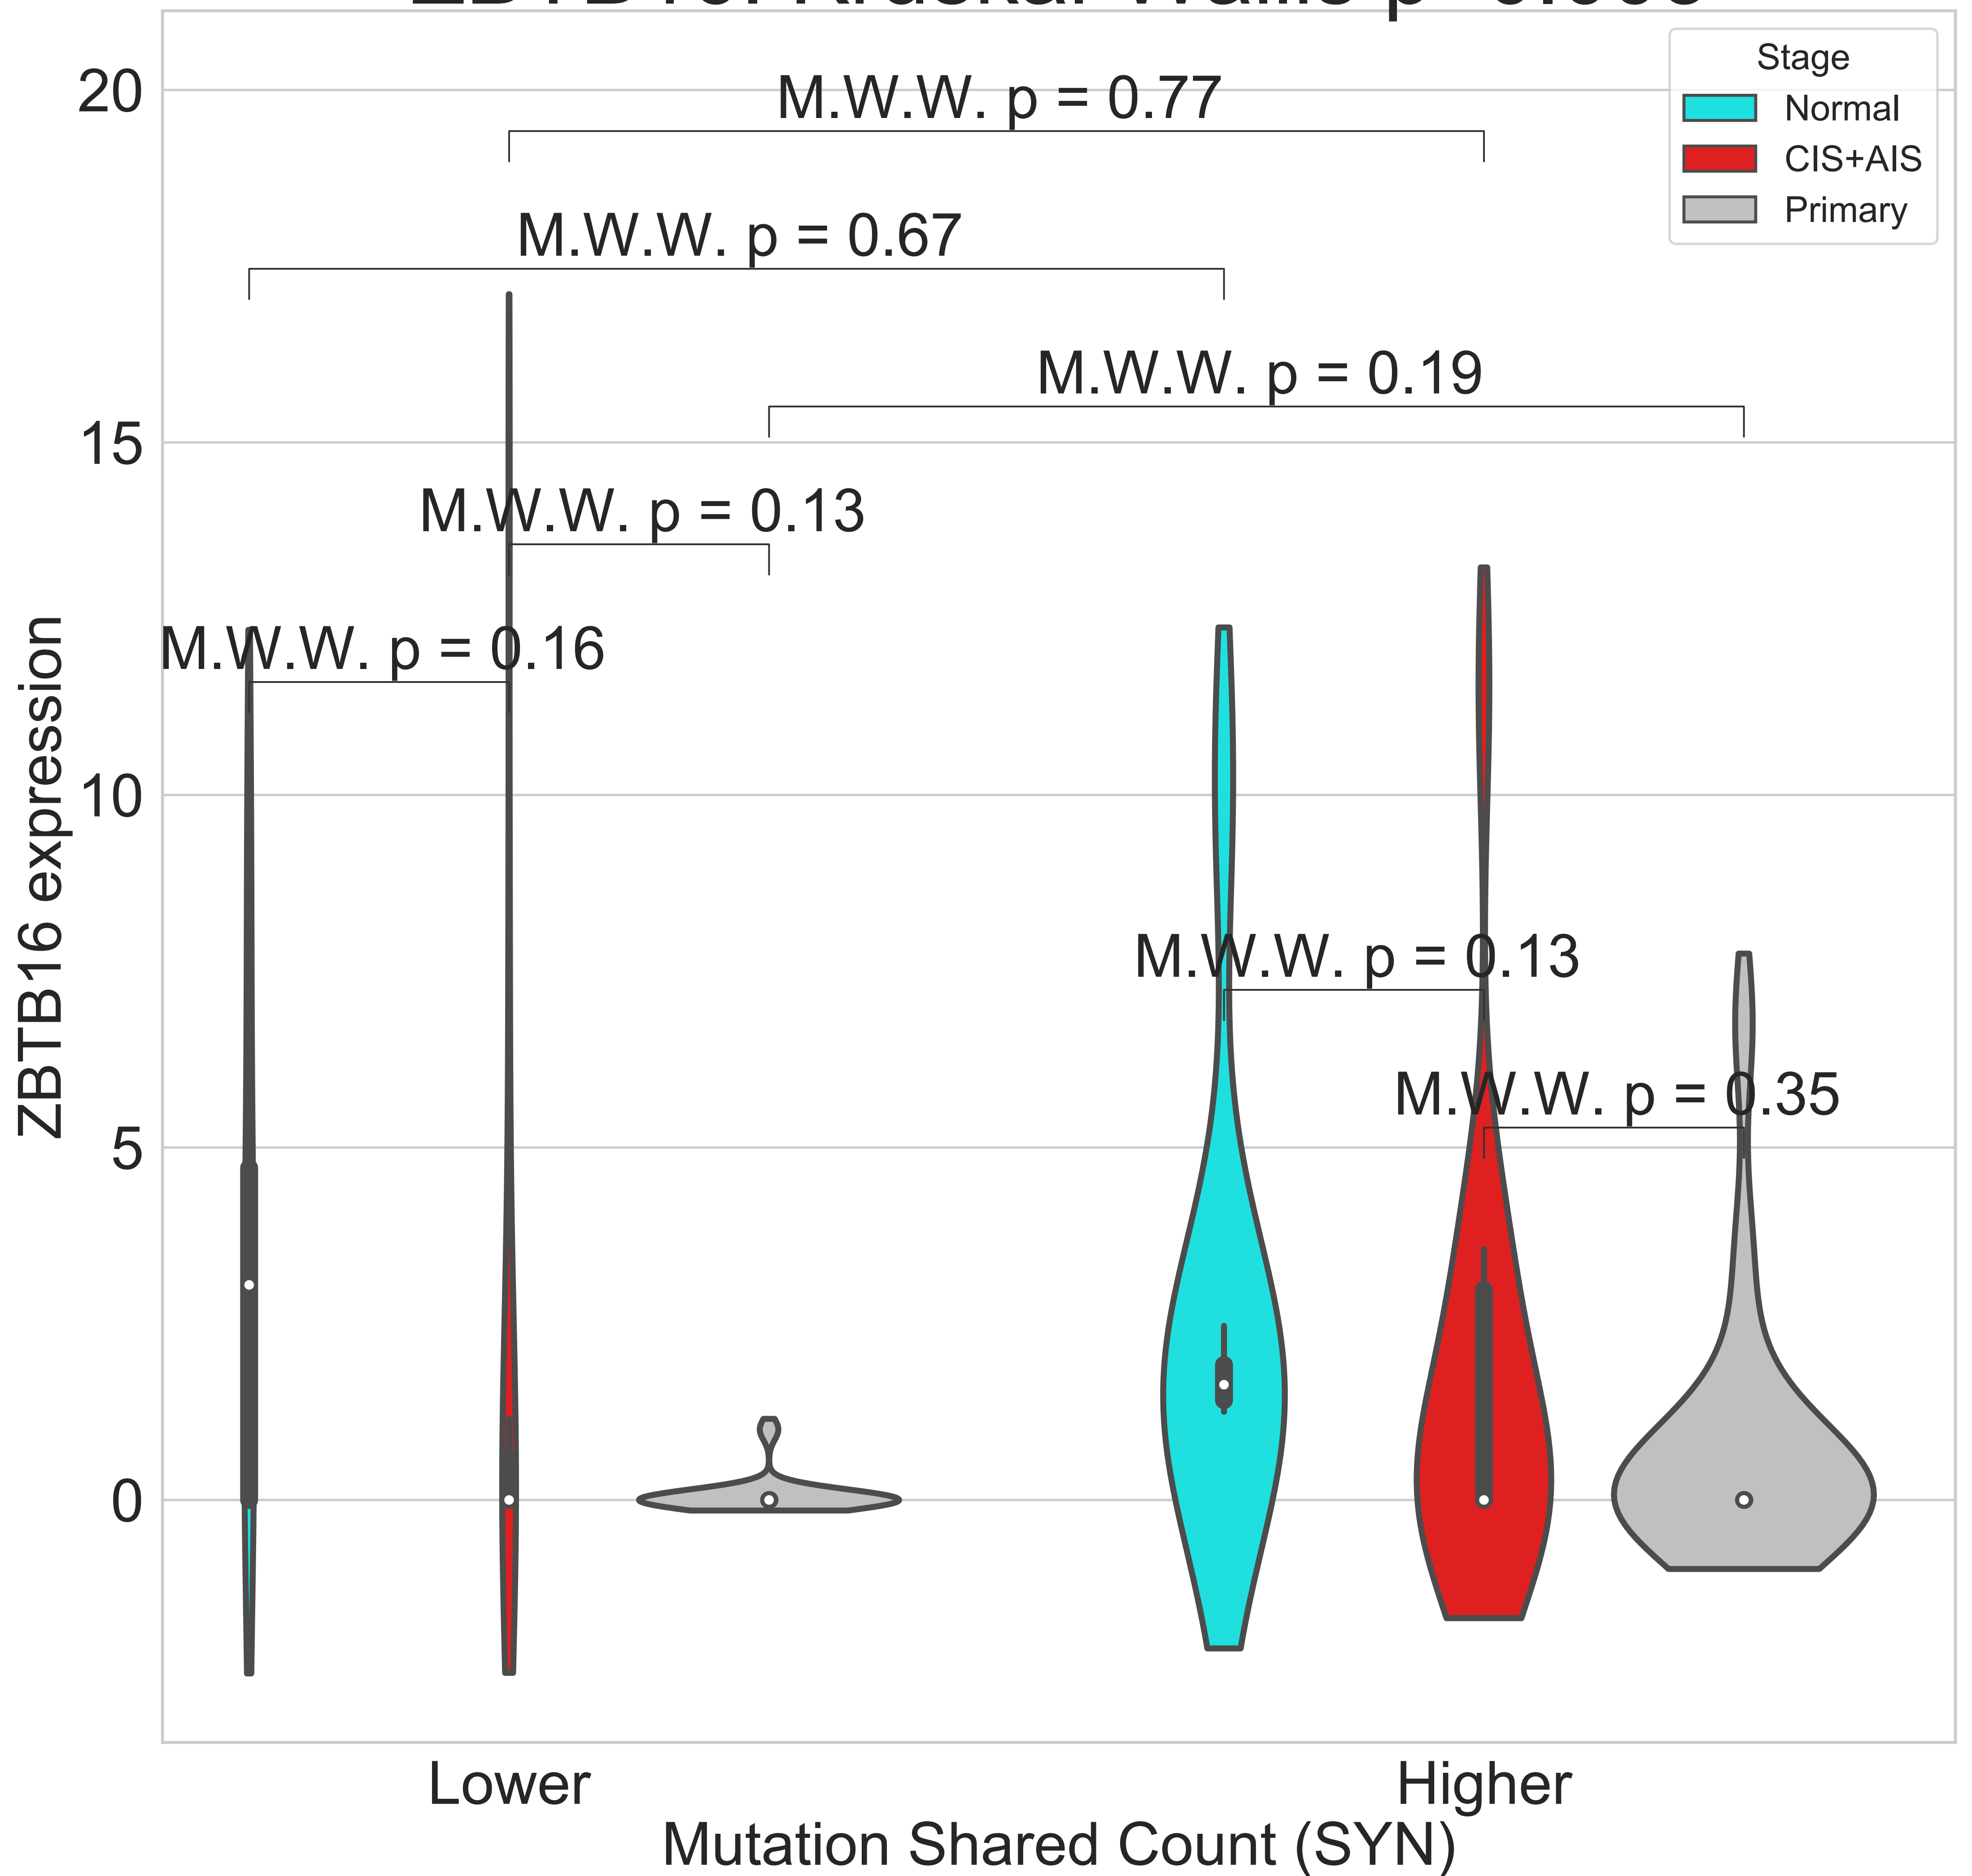 20
15
10
5
0
ZBTB16 expression
M.W.W. p = 0.77
M.W.W. p = 0.67
M.W.W. p = 0.19
M.W.W. p = 0.13
M.W.W. p = 0.16
M.W.W. p = 0.13
M.W.W. p = 0.35
Stage
Normal
CIS+AIS
Primary
Lower
Higher
Mutation Shared Count (SYN)